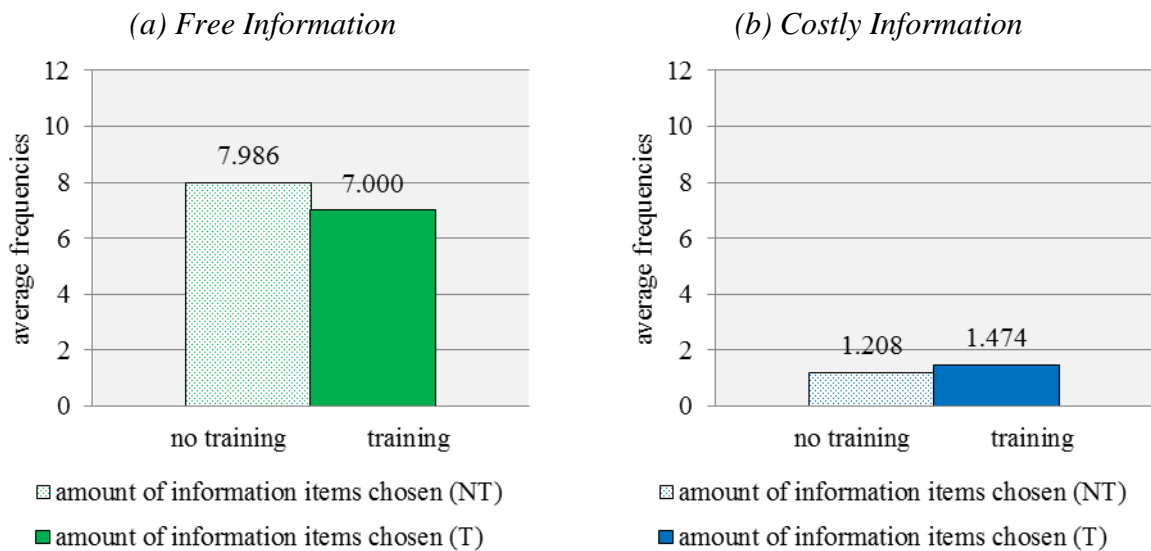 (a) Free Information
(b) Costly Information
average frequencies
12
10
8
6
4
2
0
7.986
7.000
no training
training
amount of information items chosen (NT)
amount of information items chosen (T)
average frequencies
12
10
8
6
4
2
0
1.208
1.474
no training
training
amount of information items chosen (NT)
amount of information items chosen (T)